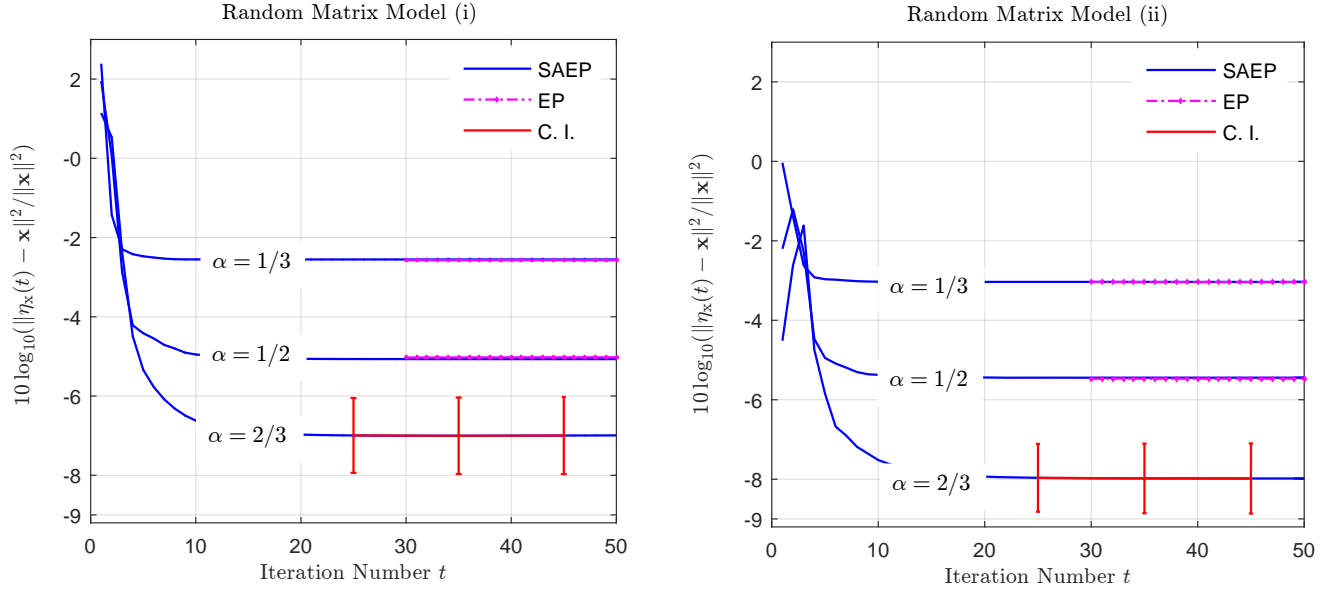 Random Matrix Model (i)
10 log₁₀(‖ηₓ(t) − x‖²/‖x‖²)
2
-0
-2
-4
-6
-8
-9
SAEP
EP
C. I.
α = 1/3
α = 1/2
α = 2/3
0
10
20
30
40
50
Iteration Number t
Random Matrix Model (ii)
10 log₁₀(‖ηₓ(t) − x‖²/‖x‖²)
2
0
-2
-4
-6
-8
-9
SAEP
EP
C. I.
α = 1/3
α = 1/2
α = 2/3
0
10
20
30
40
50
Iteration Number t